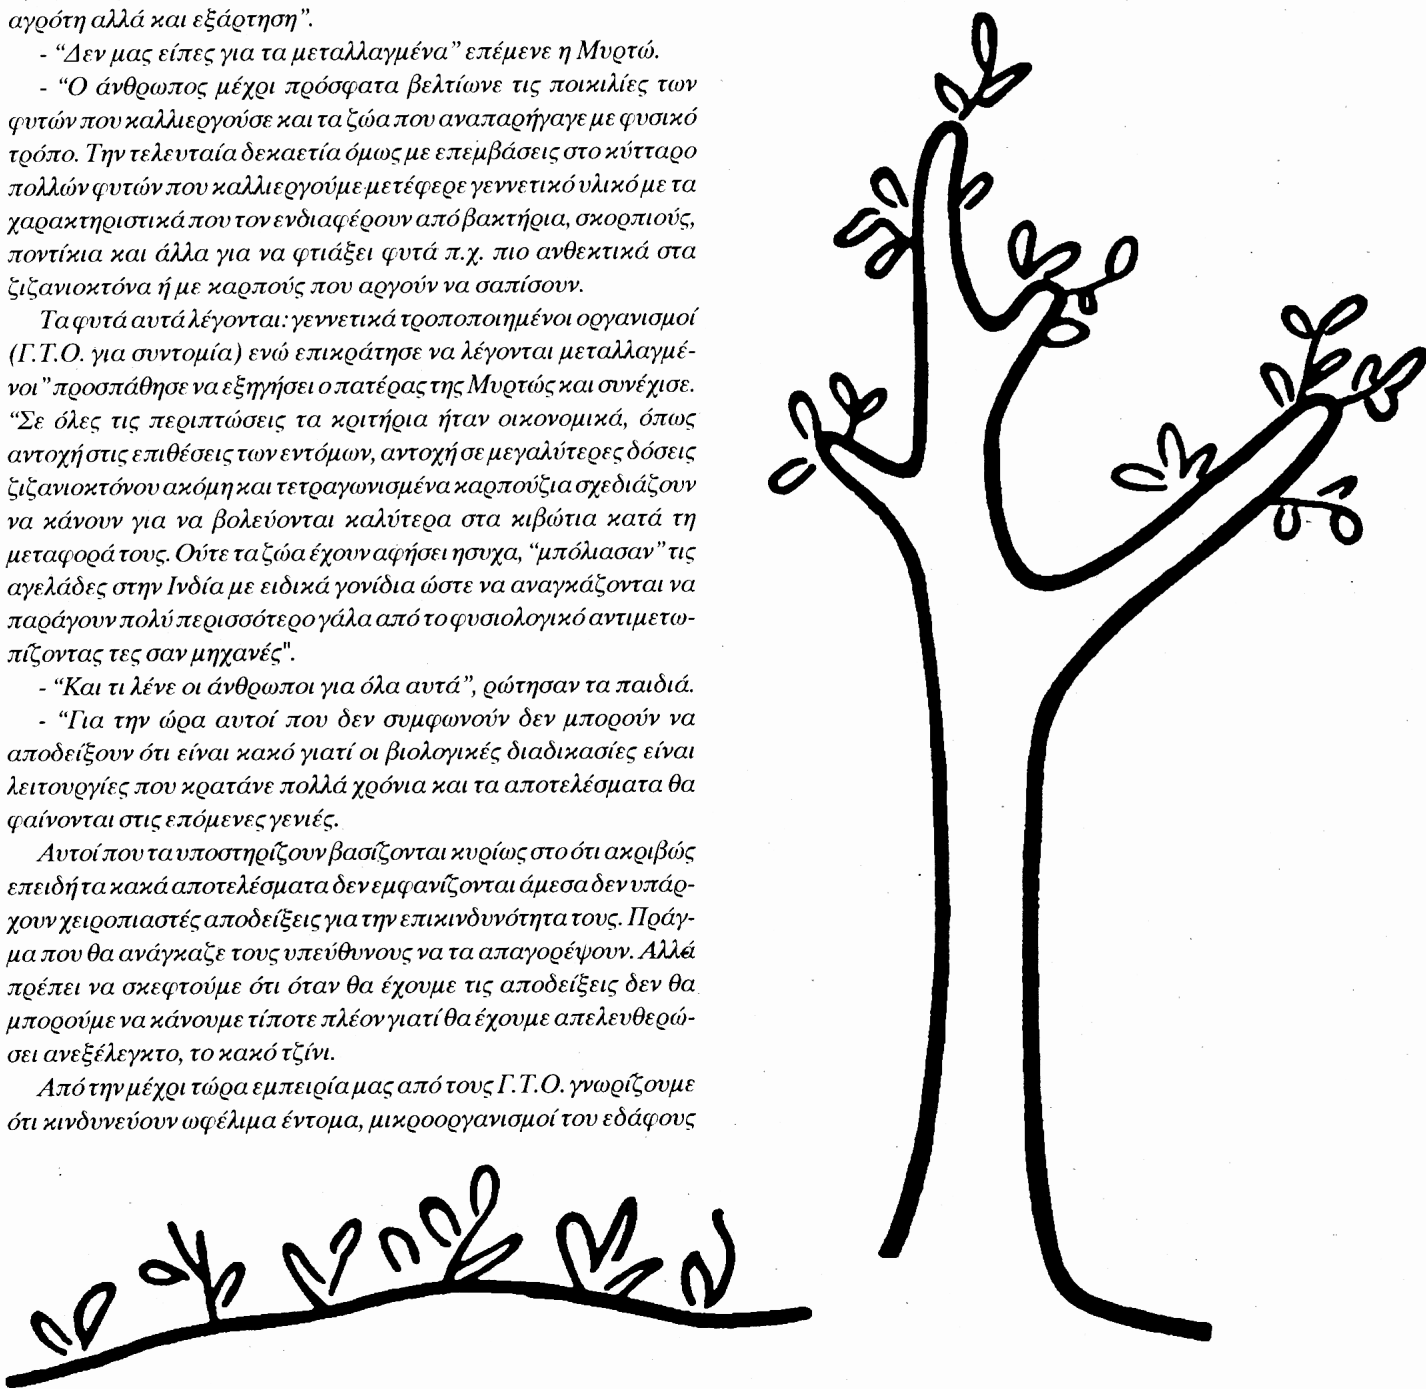 αγρότη αλλά και εξάρτηση”.
- “Δεν μας είπες για τα μεταλλαγμένα” επέμενε η Μυρτώ.
- “Ο άνθρωπος μέχρι πρόσφατα βελτίωνε τις ποικιλίες των
φυτών που καλλιεργούσε και τα ζώα που αναπαρήγαγε με φυσικό
τρόπο. Την τελευταία δεκαετία όμως με επεμβάσεις στο κύτταρο
πολλών φυτών που καλλιεργούμε μετέφερε γεννετικό υλικό με τα
χαρακτηριστικά που τον ενδιαφέρουν από βακτήρια, σκορπιούς,
ποντίκια και άλλα για να φτιάξει φυτά π.χ. πιο ανθεκτικά στα
ζιζανιοκτόνα ή με καρπούς που αργούν να σαπίσουν.
Τα φυτά αυτά λέγονται: γεννετικά τροποποιημένοι οργανισμοί
(Γ.Τ.Ο. για συντομία) ενώ επικράτησε να λέγονται μεταλλαγμέ-
νοι” προσπάθησε να εξηγήσει ο πατέρας της Μυρτώς και συνέχισε.
“Σε όλες τις περιπτώσεις τα κριτήρια ήταν οικονομικά, όπως
αντοχή στις επιθέσεις των εντόμων, αντοχή σε μεγαλύτερες δόσεις
ζιζανιοκτόνου ακόμη και τετραγωνισμένα καρπούζια σχεδιάζουν
να κάνουν για να βολεύονται καλύτερα στα κιβώτια κατά τη
μεταφορά τους. Ούτε τα ζώα έχουν αφήσει ησυχα, “μπόλιασαν” τις
αγελάδες στην Ινδία με ειδικά γονίδια ώστε να αναγκάζονται να
παράγουν πολύ περισσότερο γάλα από το φυσιολογικό αντιμετω-
πίζοντας τες σαν μηχανές".
- “Και τι λένε οι άνθρωποι για όλα αυτά”, ρώτησαν τα παιδιά.
- “Για την ώρα αυτοί που δεν συμφωνούν δεν μπορούν να
αποδείξουν ότι είναι κακό γιατί οι βιολογικές διαδικασίες είναι
λειτουργίες που κρατάνε πολλά χρόνια και τα αποτελέσματα θα
φαίνονται στις επόμενες γενιές.
Αυτοί που τα υποστηρίζουν βασίζονται κυρίως στο ότι ακριβώς
επειδή τα κακά αποτελέσματα δεν εμφανίζονται άμεσα δεν υπάρ-
χουν χειροπιαστές αποδείξεις για την επικινδυνότητα τους. Πράγ-
μα που θα ανάγκαζε τους υπεύθυνους να τα απαγορέψουν. Αλλά
πρέπει να σκεφτούμε ότι όταν θα έχουμε τις αποδείξεις δεν θα
μπορούμε να κάνουμε τίποτε πλέον γιατί θα έχουμε απελευθερώ-
σει ανεξέλεγκτο, το κακό τζίνι.
Από την μέχρι τώρα εμπειρία μας από τους Γ.Τ.Ο. γνωρίζουμε
ότι κινδυνεύουν ωφέλιμα έντομα, μικροοργανισμοί του εδάφους